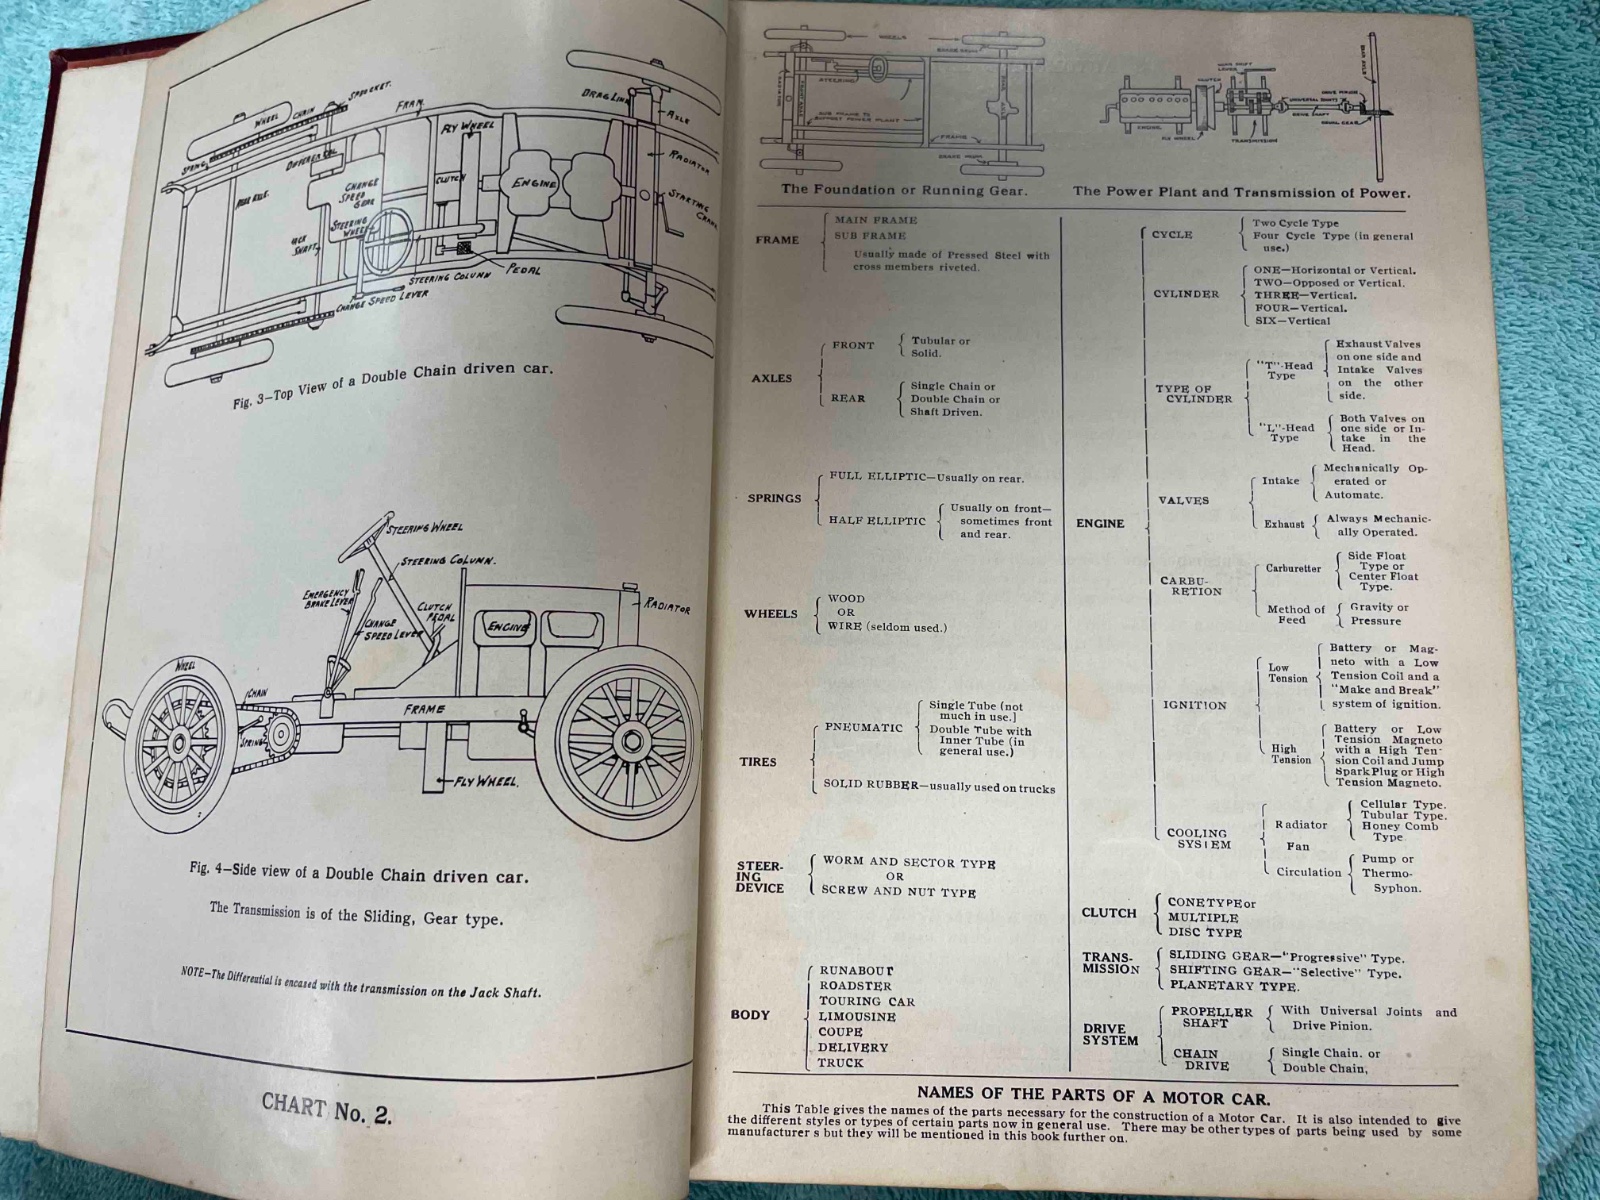 WHEEL
CHAIN
SPROCKET.
FRAM.
DRAG LINK
AXLE
SPRING
DIFFEREN
FLY WHEEL
RADIATOR
CHANGE
SPEED
GEAR
CLUTCH
ENGINE
STARTING
CRANK
REAR AXLE.
STEERING
WHEEL
JACK
SHAFT.
PEDAL
STEERING COLUMN
CHANGE SPEED LEVER
Fig. 3—Top View of a Double Chain driven car.
STEERING WHEEL
STEERING COLUMN.
EMERGENCY
BRAKE LEVER
CLUTCH
PEDAL
CHANGE
SPEED LEVER
ENGINE
RADIATOR
WHEEL
CHAIN
SPRING
FRAME
FLY WHEEL.
Fig. 4—Side view of a Double Chain driven car.
The Transmission is of the Sliding, Gear type.
NOTE—The Differential is encased with the transmission on the Jack Shaft.
CHART No. 2.
WHEELS
STEERING
SUB FRAME TO
SUPPORT POWER PLANT
FRAME
The Foundation or Running Gear.
CLUTCH
ENGINE
FLY WHEEL
TRANSMISSION
UNIVERSAL JOINTS
DRIVE SHAFT
DRIVE PINION
BEVEL GEAR
The Power Plant and Transmission of Power.
FRAME
MAIN FRAME
SUB FRAME
Usually made of Pressed Steel with
cross members riveted.
AXLES
FRONT
Tubular or
Solid.
REAR
Single Chain or
Double Chain or
Shaft Driven.
SPRINGS
FULL ELLIPTIC—Usually on rear.
HALF ELLIPTIC
Usually on front—
sometimes front
and rear.
WHEELS
WOOD
OR
WIRE (seldom used.)
TIRES
PNEUMATIC
Single Tube (not
much in use.]
Double Tube with
Inner Tube (in
general use.)
SOLID RUBBER—usually used on trucks
STEER-
ING
DEVICE
WORM AND SECTOR TYPE
OR
SCREW AND NUT TYPE
BODY
RUNABOUT
ROADSTER
TOURING CAR
LIMOUSINE
COUPE
DELIVERY
TRUCK
ENGINE
CYCLE
Two Cycle Type
Four Cycle Type (in general
use.)
CYLINDER
ONE—Horizontal or Vertical.
TWO—Opposed or Vertical.
THREE—Vertical.
FOUR—Vertical.
SIX—Vertical
TYPE OF
CYLINDER
"T"-Head
Type
Exhaust Valves
on one side and
Intake Valves
on the other
side.
"L"-Head
Type
Both Valves on
one side or In-
take in the
Head.
VALVES
Intake
Mechanically Op-
erated or
Automatc.
Exhaust
Always Mechanic-
ally Operated.
CARBU-
RETION
Carburetter
Side Float
Type or
Center Float
Type.
Method of
Feed
Gravity or
Pressure
IGNITION
Low
Tension
Battery or Mag-
neto with a Low
Tension Coil and a
"Make and Break"
system of ignition.
High
Tension
Battery or Low
Tension Magneto
with a High Ten-
sion Coil and Jump
Spark Plug or High
Tension Magneto.
COOLING
SYSTEM
Radiator
Cellular Type.
Tubular Type.
Honey Comb
Type
Fan
Circulation
Pump or
Thermo-
Syphon.
CLUTCH
CONE TYPE or
MULTIPLE
DISC TYPE
TRANS-
MISSION
SLIDING GEAR—"Progressive" Type.
SHIFTING GEAR—"Selective" Type.
PLANETARY TYPE.
DRIVE
SYSTEM
PROPELLER
SHAFT
With Universal Joints and
Drive Pinion.
CHAIN
DRIVE
Single Chain. or
Double Chain,
NAMES OF THE PARTS OF A MOTOR CAR.
This Table gives the names of the parts necessary for the construction of a Motor Car. It is also intended to give
the different styles or types of certain parts now in general use. There may be other types of parts being used by some
manufacturer s but they will be mentioned in this book further on.